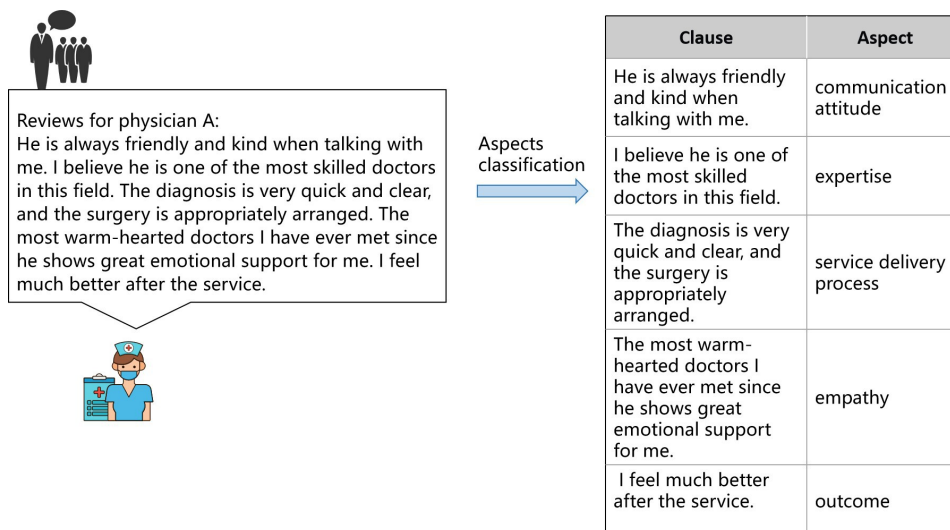 Reviews for physician A:
He is always friendly and kind when talking with
me. I believe he is one of the most skilled doctors
in this field. The diagnosis is very quick and clear,
and the surgery is appropriately arranged. The
most warm-hearted doctors I have ever met since
he shows great emotional support for me. I feel
much better after the service.
Aspects
classification
Clause
Aspect
He is always friendly
and kind when
talking with me.
communication
attitude
I believe he is one of
the most skilled
doctors in this field.
expertise
The diagnosis is very
quick and clear, and
the surgery is
appropriately
arranged.
service delivery
process
The most warm-
hearted doctors I
have ever met since
he shows great
emotional support
for me.
empathy
I feel much better
after the service.
outcome